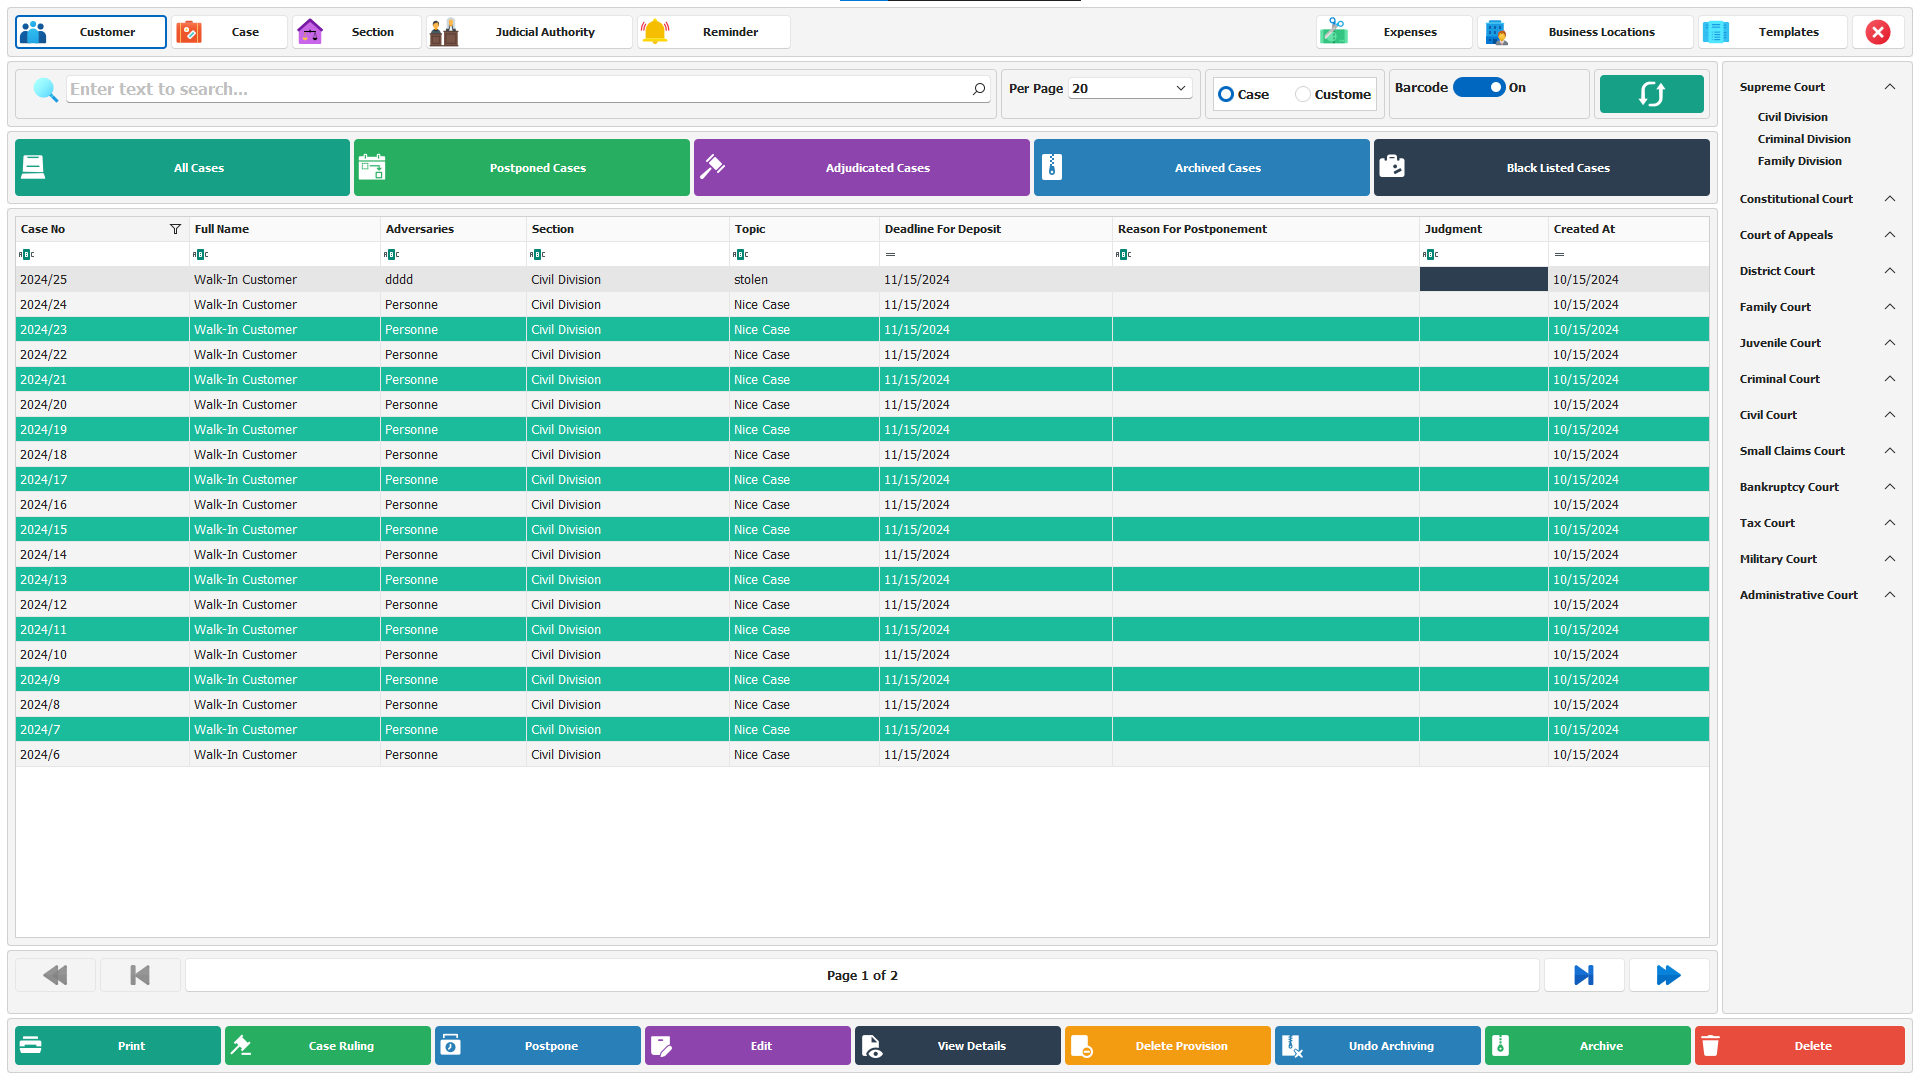 Customer Case Section Judicial Authority Reminder Expenses Business Locations Templates
Enter text to search... Per Page 20 Case Custome Barcode On
All Cases Postponed Cases Adjudicated Cases Archived Cases Black Listed Cases
Case No Full Name Adversaries Section Topic Deadline For Deposit Reason For Postponement Judgment Created At
ABC ABC ABC ABC ABC = ABC ABC =
2024/25 Walk-In Customer dddd Civil Division stolen 11/15/2024 10/15/2024
2024/24 Walk-In Customer Personne Civil Division Nice Case 11/15/2024 10/15/2024
2024/23 Walk-In Customer Personne Civil Division Nice Case 11/15/2024 10/15/2024
2024/22 Walk-In Customer Personne Civil Division Nice Case 11/15/2024 10/15/2024
2024/21 Walk-In Customer Personne Civil Division Nice Case 11/15/2024 10/15/2024
2024/20 Walk-In Customer Personne Civil Division Nice Case 11/15/2024 10/15/2024
2024/19 Walk-In Customer Personne Civil Division Nice Case 11/15/2024 10/15/2024
2024/18 Walk-In Customer Personne Civil Division Nice Case 11/15/2024 10/15/2024
2024/17 Walk-In Customer Personne Civil Division Nice Case 11/15/2024 10/15/2024
2024/16 Walk-In Customer Personne Civil Division Nice Case 11/15/2024 10/15/2024
2024/15 Walk-In Customer Personne Civil Division Nice Case 11/15/2024 10/15/2024
2024/14 Walk-In Customer Personne Civil Division Nice Case 11/15/2024 10/15/2024
2024/13 Walk-In Customer Personne Civil Division Nice Case 11/15/2024 10/15/2024
2024/12 Walk-In Customer Personne Civil Division Nice Case 11/15/2024 10/15/2024
2024/11 Walk-In Customer Personne Civil Division Nice Case 11/15/2024 10/15/2024
2024/10 Walk-In Customer Personne Civil Division Nice Case 11/15/2024 10/15/2024
2024/9 Walk-In Customer Personne Civil Division Nice Case 11/15/2024 10/15/2024
2024/8 Walk-In Customer Personne Civil Division Nice Case 11/15/2024 10/15/2024
2024/7 Walk-In Customer Personne Civil Division Nice Case 11/15/2024 10/15/2024
2024/6 Walk-In Customer Personne Civil Division Nice Case 11/15/2024 10/15/2024
Page 1 of 2
Supreme Court
Civil Division
Criminal Division
Family Division
Constitutional Court
Court of Appeals
District Court
Family Court
Juvenile Court
Criminal Court
Civil Court
Small Claims Court
Bankruptcy Court
Tax Court
Military Court
Administrative Court
Print Case Ruling Postpone Edit View Details Delete Provision Undo Archiving Archive Delete